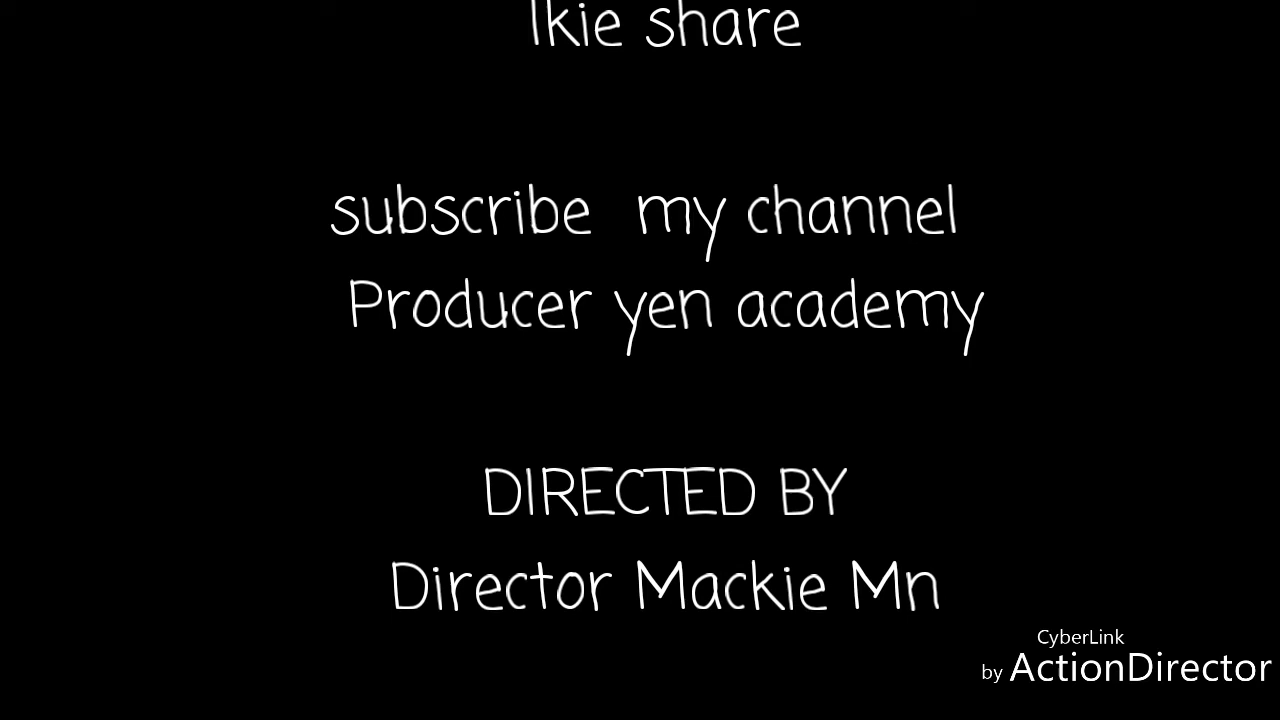 lkie share
subscribe my channel
Producer yen academy
DIRECTED BY
Director Mackie Mn
CyberLink
by ActionDirector